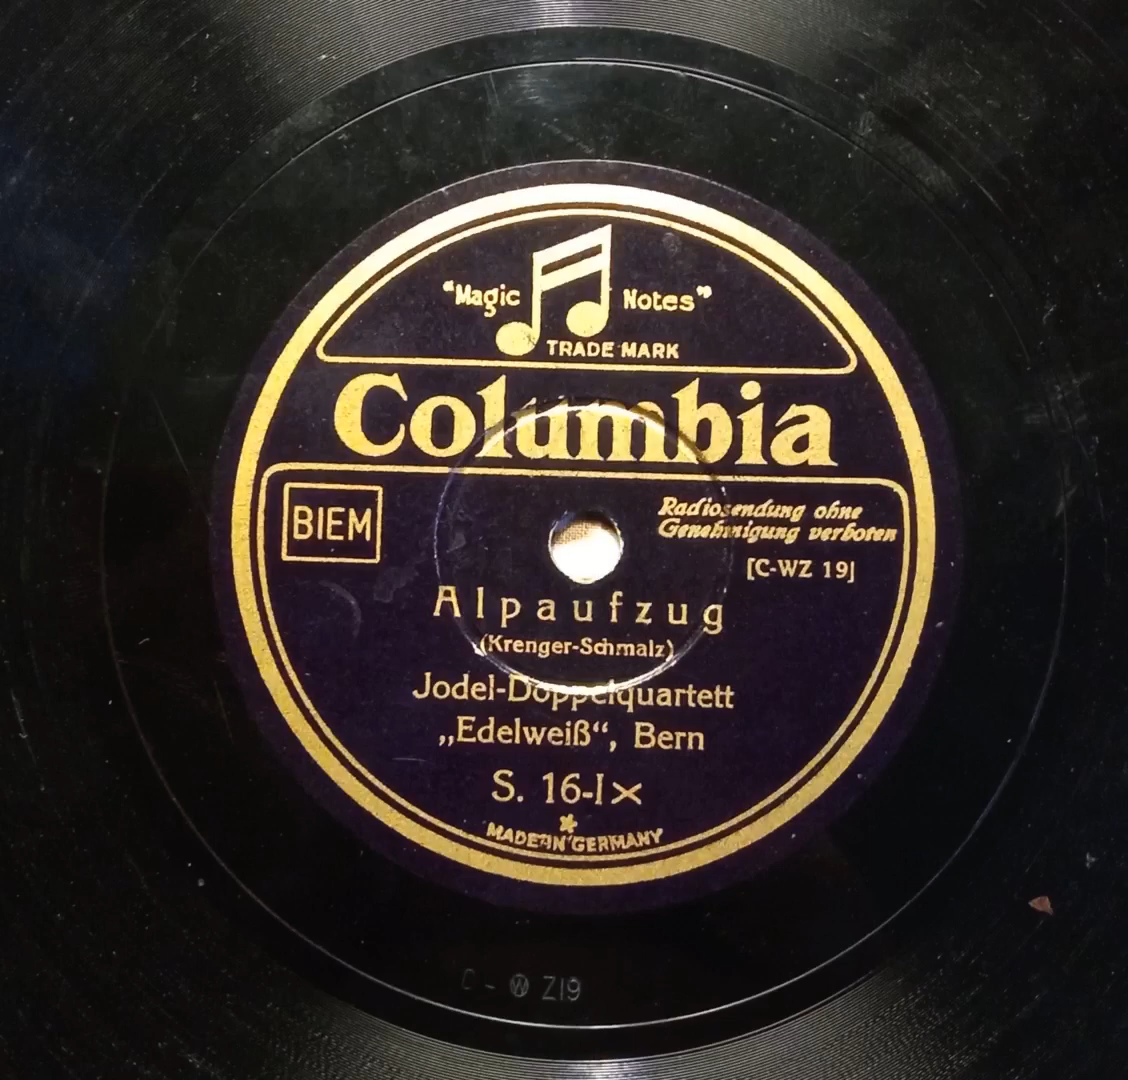 “Magic Notes”
TRADE MARK
Columbia
BIEM
Radiosendung ohne
Genehmigung verboten
[C-WZ 19]
Alpaufzug
(Krenger-Schmalz)
Jodel-Doppelquartett
„Edelweiß“, Bern
S. 16-I×
MADE IN GERMANY
C - W Z19